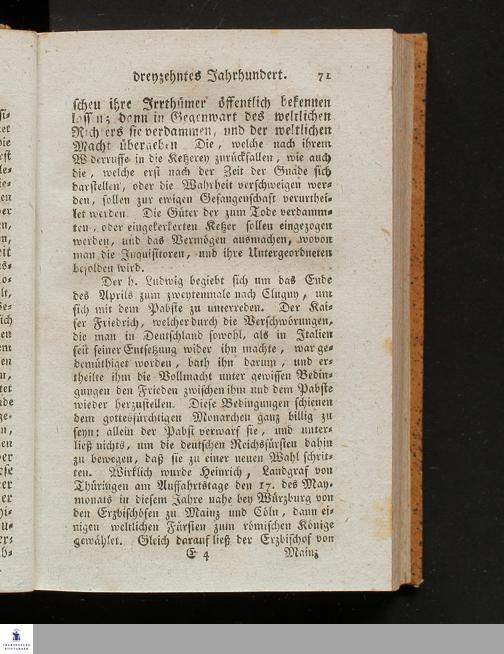 dreyzehntes Jahrhundert. 71
schen ihre Irrthümer öffentlich bekennen
lassen; dann in Gegenwart des weltlichen
Richters sie verdammen, und der weltlichen
Macht übergeben. Die, welche nach ihrem
Widerruffe in die Ketzerey zurückfallen, wie auch
die, welche erst nach der Zeit der Gnade sich
darstellen, oder die Wahrheit verschweigen wer-
den, sollen zur ewigen Gefangenschaft verurthei-
let werden. Die Güter der zum Tode verdamm-
ten, oder eingekerkerten Ketzer sollen eingezogen
werden, und das Vermögen ausmachen, wovon
man die Inquisitoren, und ihre Untergeordneten
besolden wird.
Der h. Ludwig begiebt sich um das Ende
des Aprils zum zweytenmale nach Clugny, um
sich mit dem Pabste zu unterreden. Der Kai-
ser Friedrich, welcher durch die Verschwörungen,
die man in Deutschland sowohl, als in Italien
seit seiner Entsetzung wider ihn machte, war ge-
demüthiget worden, bath ihn darum, und er-
theilte ihm die Vollmacht unter gewissen Bedin-
gungen den Frieden zwischen ihm und dem Pabste
wieder herzustellen. Diese Bedingungen schienen
dem gottesfürchtigen Monarchen ganz billig zu
seyn: allein der Pabst verwarf sie, und unter-
ließ nichts, um die deutschen Reichsfürsten dahin
zu bewegen, daß sie zu einer neuen Wahl schrit-
ten. Wirklich wurde Heinrich, Landgraf von
Thüringen am Auffahrtstage den 17. des May-
monats in diesem Jahre nahe bey Würzburg von
den Erzbischöfen zu Mainz und Cöln, dann ei-
nigen weltlichen Fürsten zum römischen Könige
gewählet. Gleich darauf ließ der Erzbischof von
E 4 Mainz